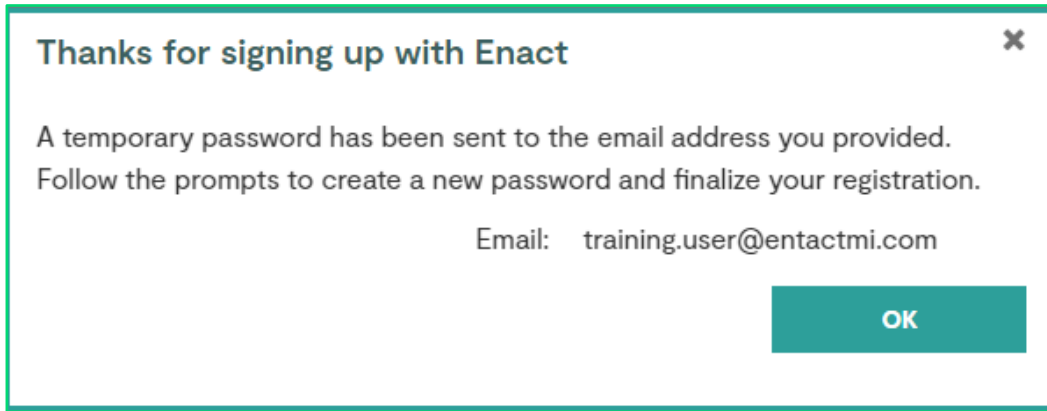 Thanks for signing up with Enact
A temporary password has been sent to the email address you provided.
Follow the prompts to create a new password and finalize your registration.
Email: training.user@entactmi.com
OK